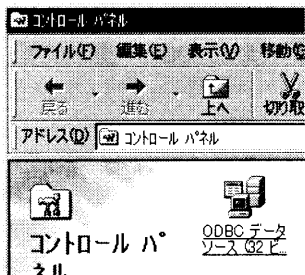 コントロール パネル
ファイル(F) 編集(E) 表示(V) 移動(G
戻る 進む 上へ 切り取
アドレス(D) コントロール パネル
コントロール パ
ネル
ODBC データ
ソース (32 ビ...